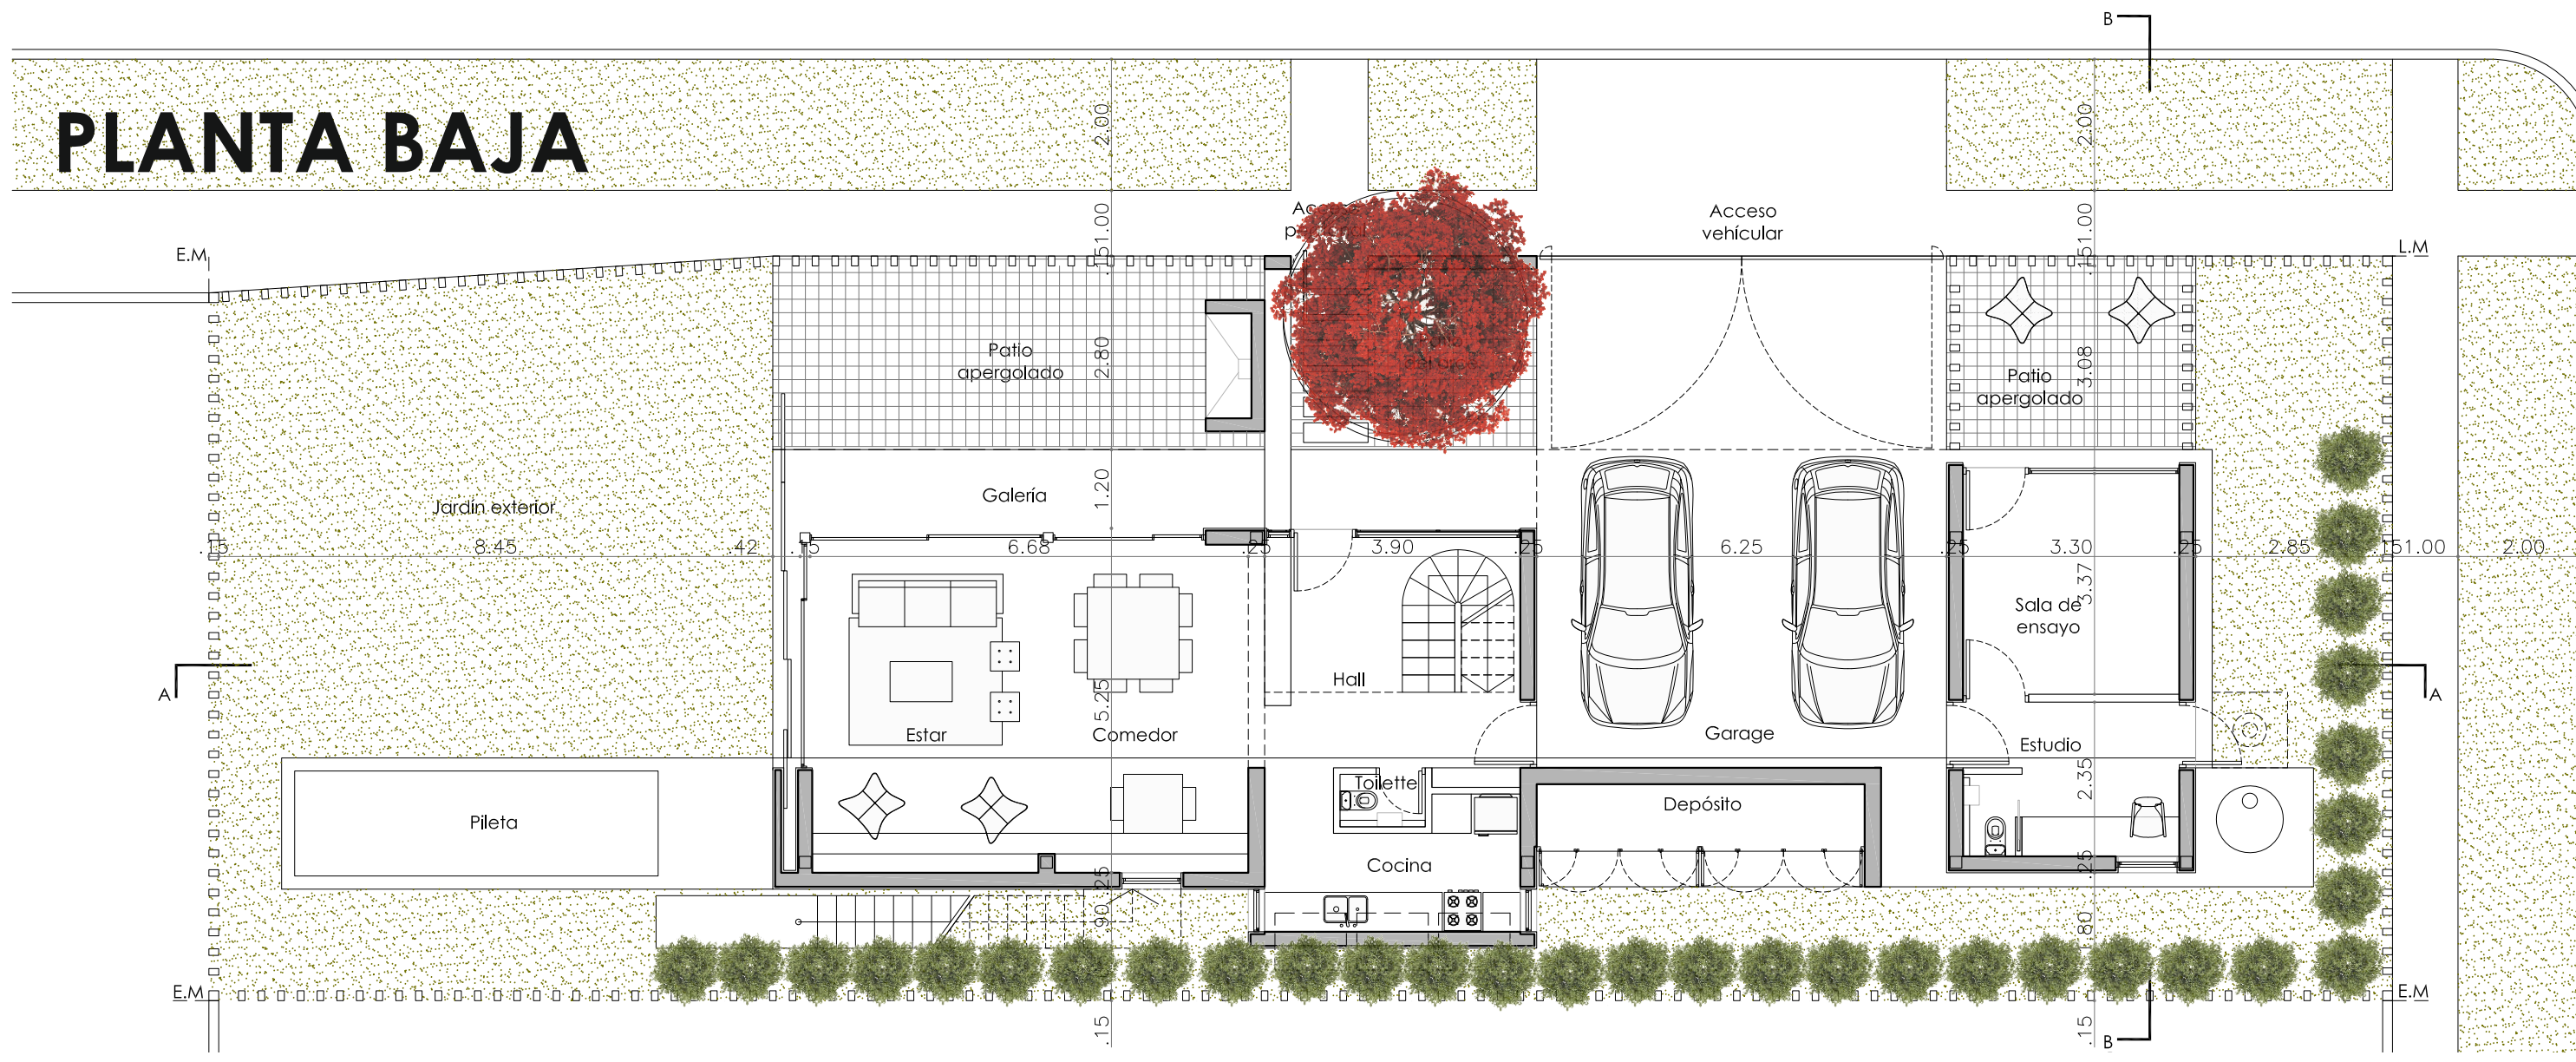 B
PLANTA BAJA
2.00
2.00
Acceso
vehícular
.151.00
.151.00
E.M
L.M
Patio
apergolado
2.80
Patio
apergolado
3.08
Galería
1.20
Jardín exterior
.15
8.45
.42
.15
6.68
.25
3.90
.25
6.25
.25
3.30
.25
2.85
.151.00
2.00
3.37
Sala de
ensayo
A
Hall
A
5.25
Estar
Comedor
Garage
Estudio
Toilette
2.35
Pileta
Depósito
Cocina
.25
.25
.90
.80
E.M
E.M
.15
.15
B